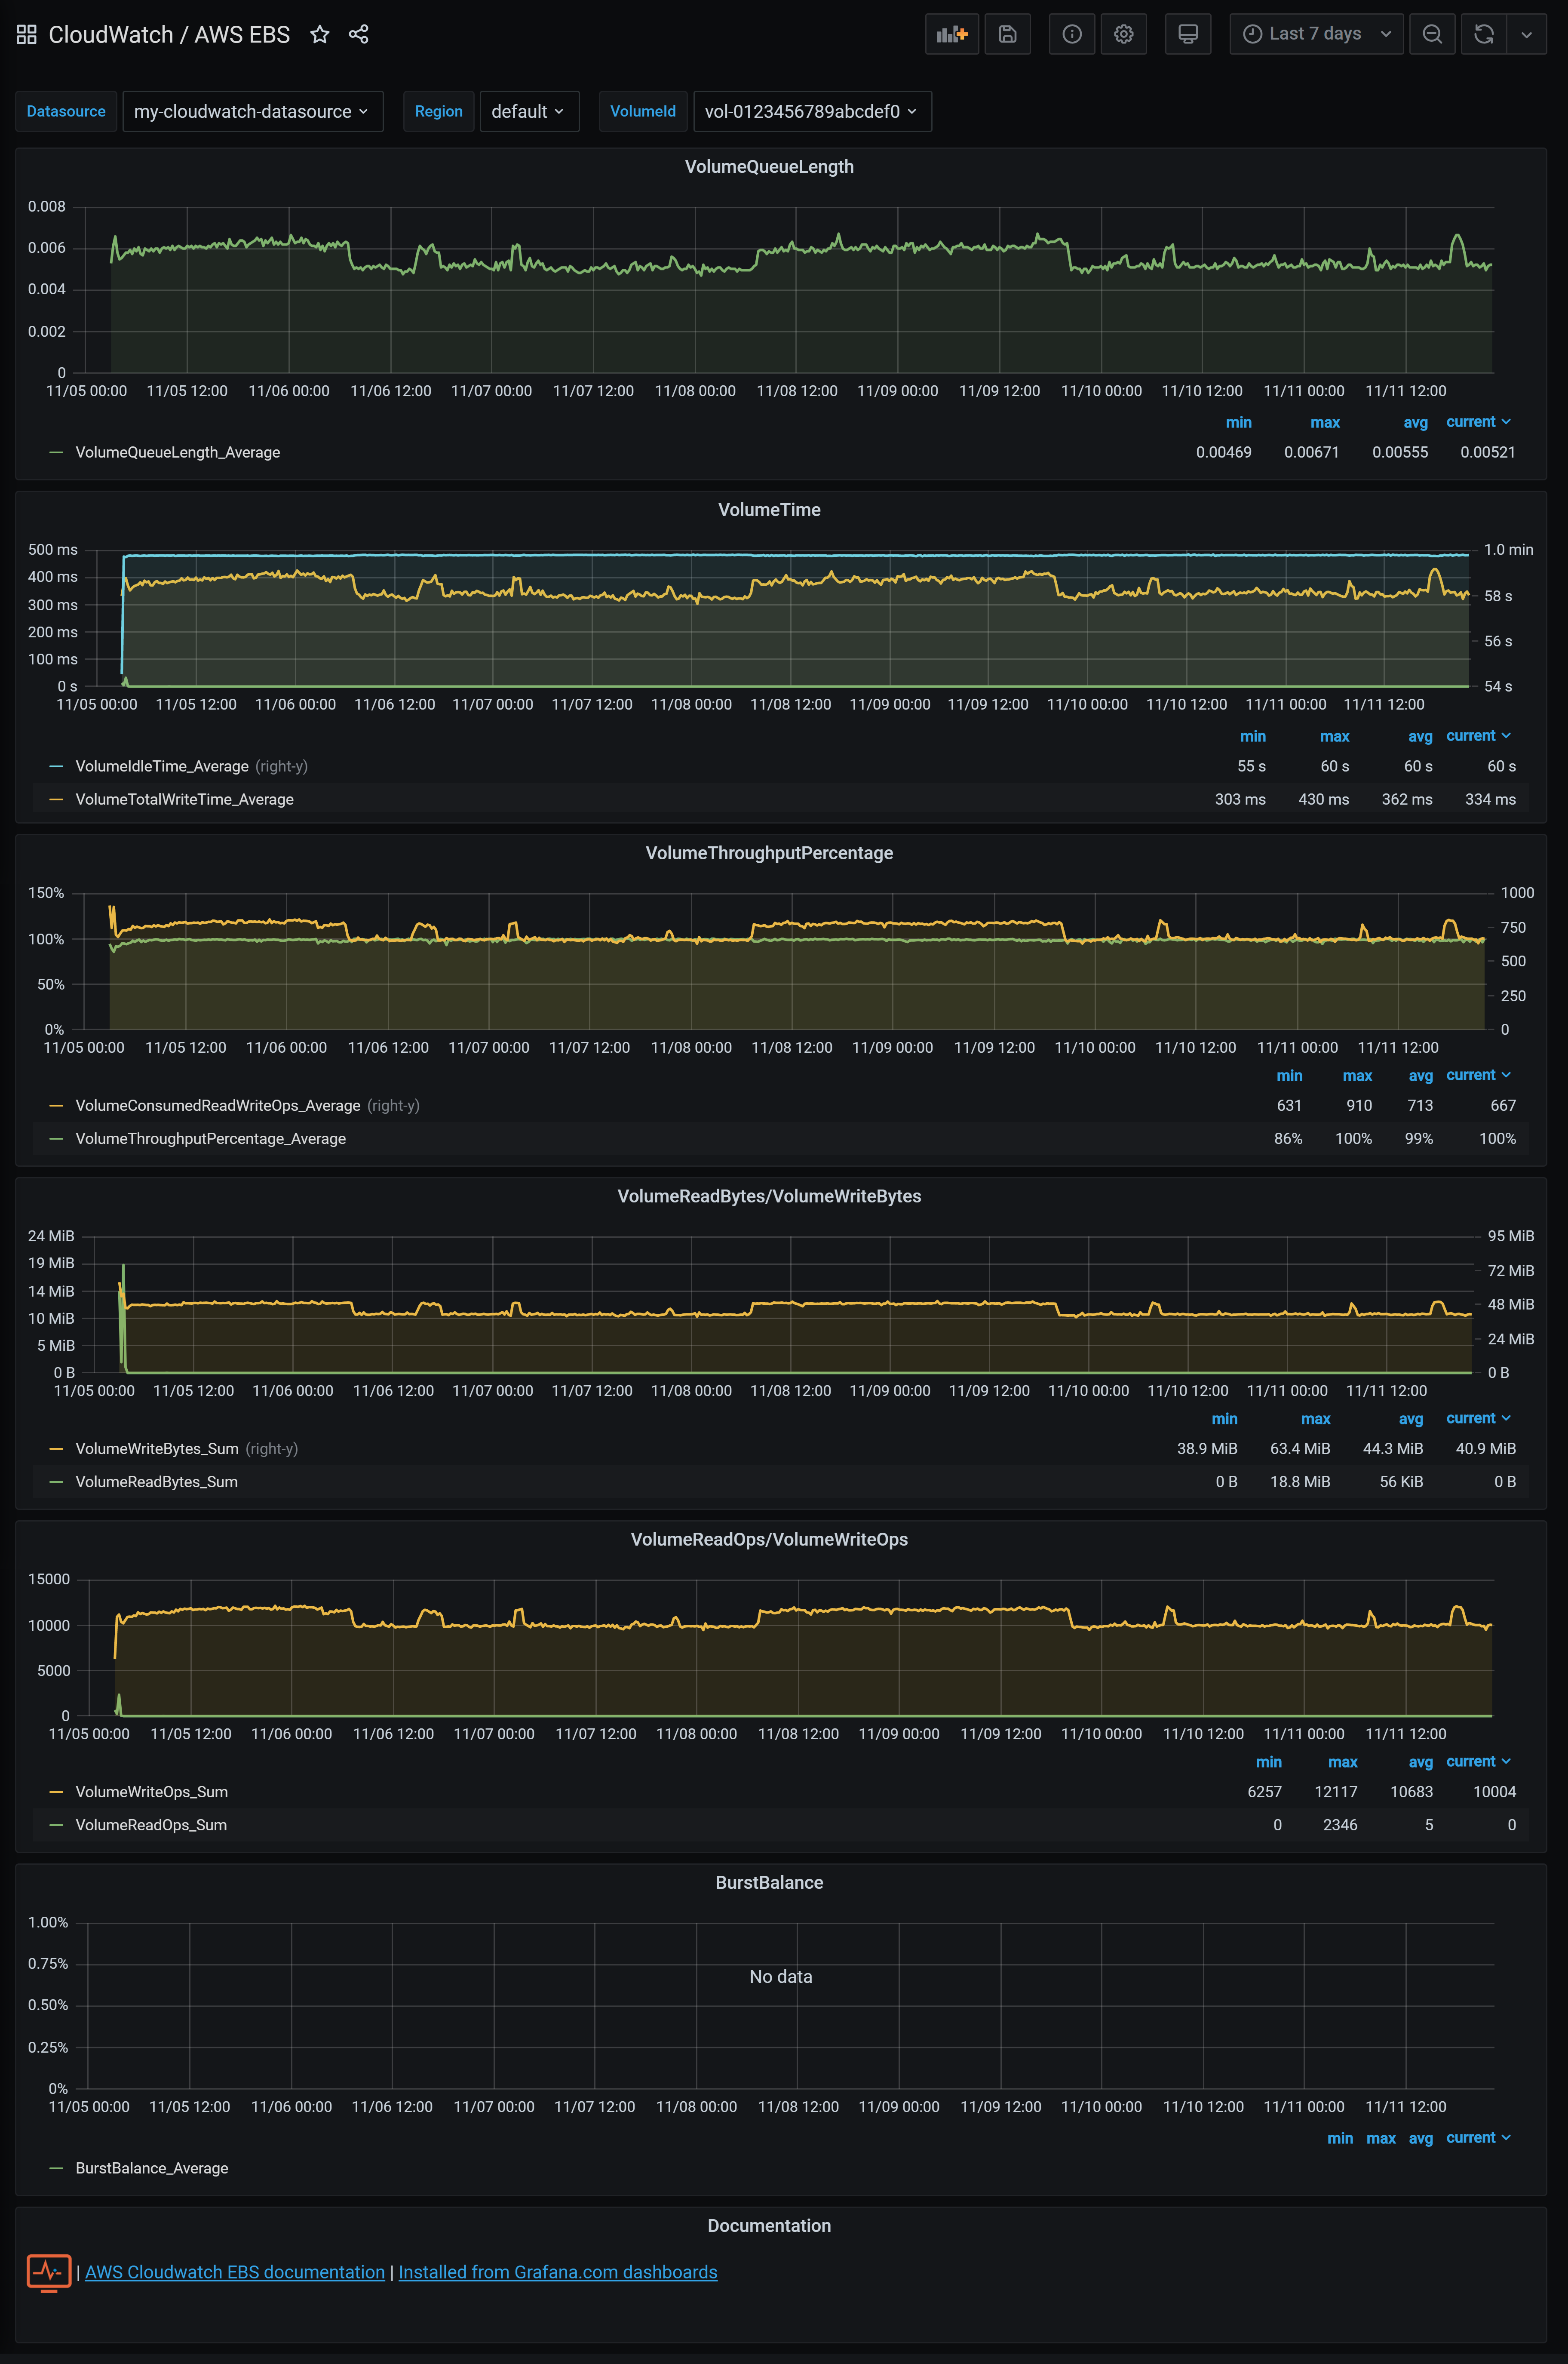 CloudWatch / AWS EBS
Last 7 days
Datasource my-cloudwatch-datasource Region default VolumeId vol-0123456789abcdef0
VolumeQueueLength
0.008
0.006
0.004
0.002
0
11/05 00:00 11/05 12:00 11/06 00:00 11/06 12:00 11/07 00:00 11/07 12:00 11/08 00:00 11/08 12:00 11/09 00:00 11/09 12:00 11/10 00:00 11/10 12:00 11/11 00:00 11/11 12:00
min max avg current
VolumeQueueLength_Average 0.00469 0.00671 0.00555 0.00521
VolumeTime
500 ms 1.0 min
400 ms
300 ms 58 s
200 ms 56 s
100 ms
0 s 54 s
11/05 00:00 11/05 12:00 11/06 00:00 11/06 12:00 11/07 00:00 11/07 12:00 11/08 00:00 11/08 12:00 11/09 00:00 11/09 12:00 11/10 00:00 11/10 12:00 11/11 00:00 11/11 12:00
min max avg current
VolumeIdleTime_Average (right-y) 55 s 60 s 60 s 60 s
VolumeTotalWriteTime_Average 303 ms 430 ms 362 ms 334 ms
VolumeThroughputPercentage
150% 1000
100% 750
500
50% 250
0% 0
11/05 00:00 11/05 12:00 11/06 00:00 11/06 12:00 11/07 00:00 11/07 12:00 11/08 00:00 11/08 12:00 11/09 00:00 11/09 12:00 11/10 00:00 11/10 12:00 11/11 00:00 11/11 12:00
min max avg current
VolumeConsumedReadWriteOps_Average (right-y) 631 910 713 667
VolumeThroughputPercentage_Average 86% 100% 99% 100%
VolumeReadBytes/VolumeWriteBytes
24 MiB 95 MiB
19 MiB 72 MiB
14 MiB 48 MiB
10 MiB
5 MiB 24 MiB
0 B 0 B
11/05 00:00 11/05 12:00 11/06 00:00 11/06 12:00 11/07 00:00 11/07 12:00 11/08 00:00 11/08 12:00 11/09 00:00 11/09 12:00 11/10 00:00 11/10 12:00 11/11 00:00 11/11 12:00
min max avg current
VolumeWriteBytes_Sum (right-y) 38.9 MiB 63.4 MiB 44.3 MiB 40.9 MiB
VolumeReadBytes_Sum 0 B 18.8 MiB 56 KiB 0 B
VolumeReadOps/VolumeWriteOps
15000
10000
5000
0
11/05 00:00 11/05 12:00 11/06 00:00 11/06 12:00 11/07 00:00 11/07 12:00 11/08 00:00 11/08 12:00 11/09 00:00 11/09 12:00 11/10 00:00 11/10 12:00 11/11 00:00 11/11 12:00
min max avg current
VolumeWriteOps_Sum 6257 12117 10683 10004
VolumeReadOps_Sum 0 2346 5 0
BurstBalance
1.00%
0.75%
No data
0.50%
0.25%
0%
11/05 00:00 11/05 12:00 11/06 00:00 11/06 12:00 11/07 00:00 11/07 12:00 11/08 00:00 11/08 12:00 11/09 00:00 11/09 12:00 11/10 00:00 11/10 12:00 11/11 00:00 11/11 12:00
min max avg current
BurstBalance_Average
Documentation
| AWS Cloudwatch EBS documentation | Installed from Grafana.com dashboards